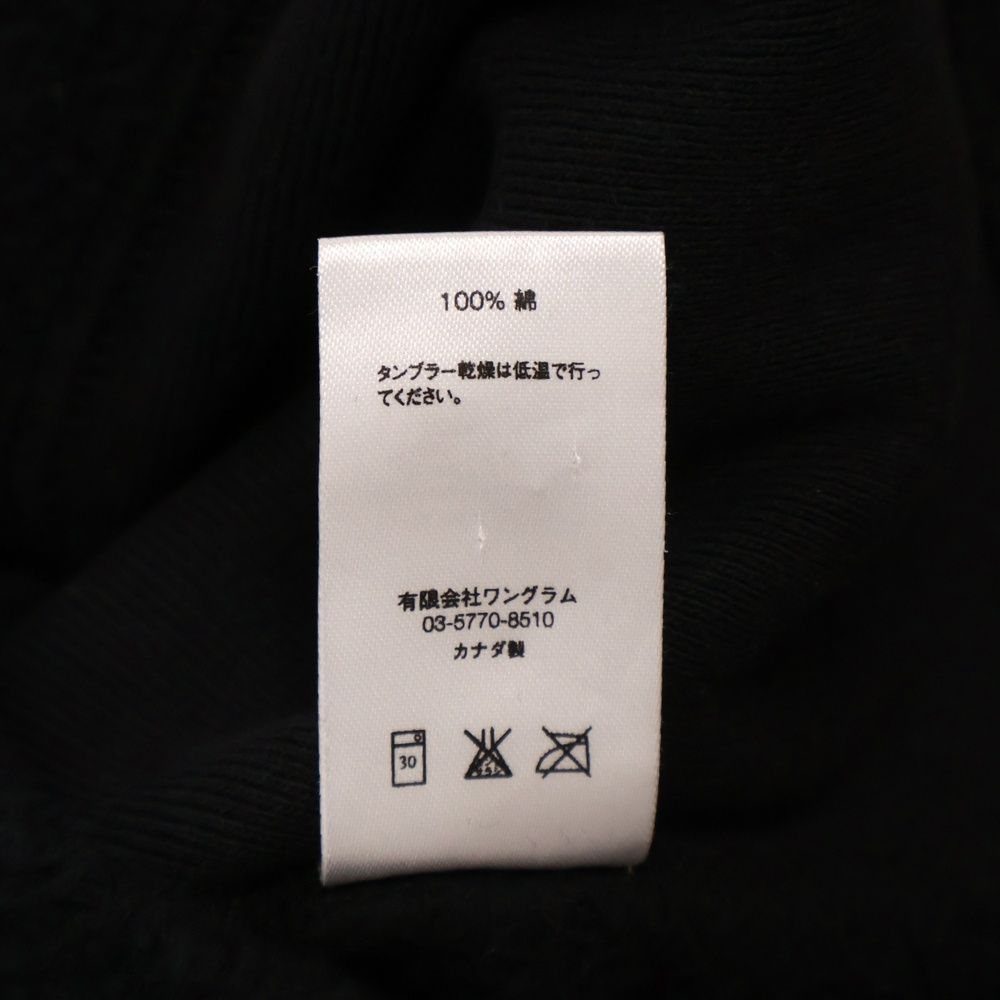 100% 綿
タンブラー乾燥は低温で行っ
てください。
有限会社ワングラム
03-5770-8510
カナダ製
30